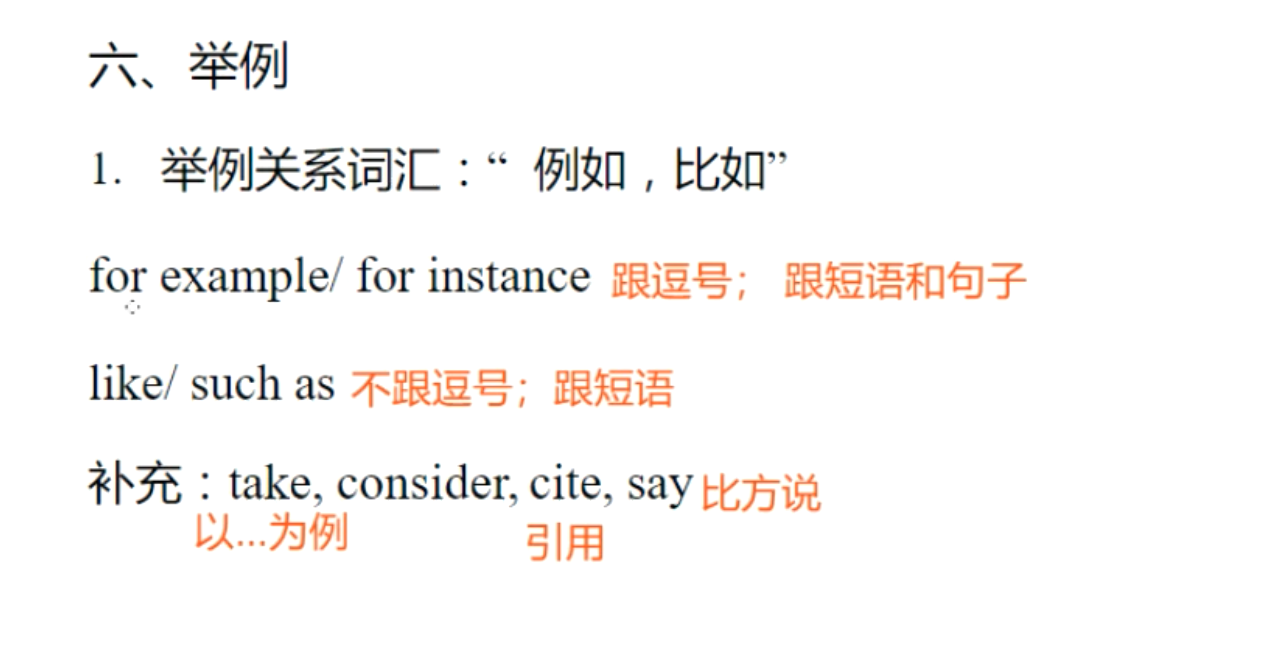 六、举例
1. 举例关系词汇：“ 例如，比如”
for example/ for instance 跟逗号； 跟短语和句子
like/ such as 不跟逗号；跟短语
补充：take, consider, cite, say 比方说
以...为例 引用